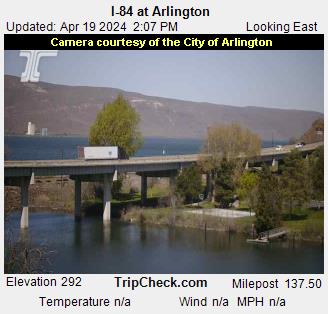 I-84 at Arlington
Updated: Apr 19 2024 2:07 PM Looking East
Camera courtesy of the City of Arlington
Elevation 292 TripCheck.com Milepost 137.50
Temperature n/a Wind n/a MPH n/a